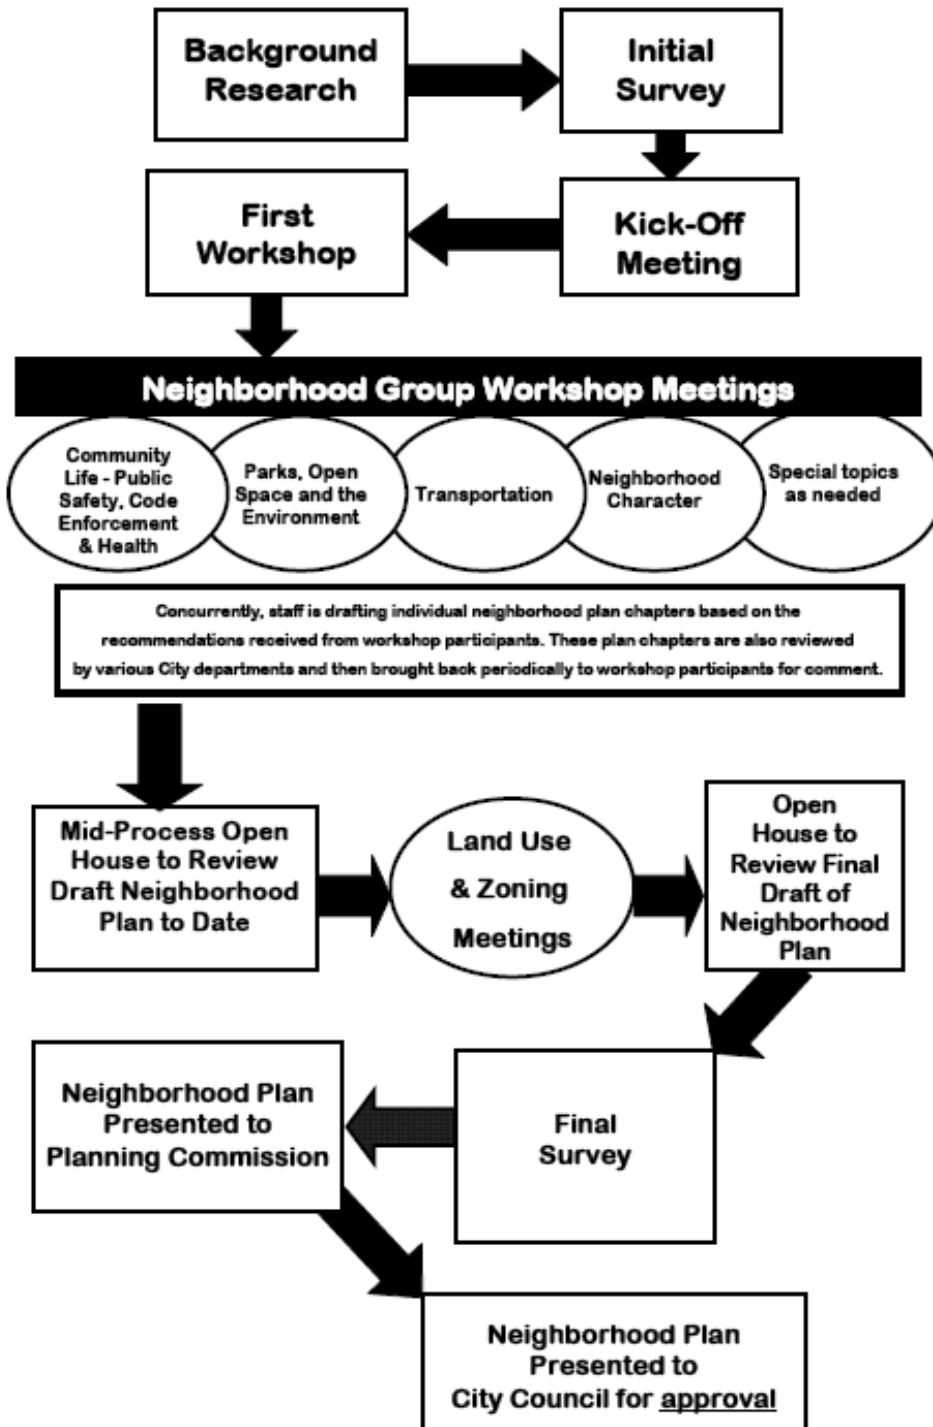 Background
Research
Initial
Survey
First
Workshop
Kick-Off
Meeting
Neighborhood Group Workshop Meetings
Community
Life - Public
Safety, Code
Enforcement
& Health
Parks, Open
Space and the
Environment
Transportation
Neighborhood
Character
Special topics
as needed
Concurrently, staff is drafting individual neighborhood plan chapters based on the
recommendations received from workshop participants. These plan chapters are also reviewed
by various City departments and then brought back periodically to workshop participants for comment.
Mid-Process Open
House to Review
Draft Neighborhood
Plan to Date
Land Use
& Zoning
Meetings
Open
House to
Review Final
Draft of
Neighborhood
Plan
Neighborhood Plan
Presented to
Planning Commission
Final
Survey
Neighborhood Plan
Presented to
City Council for approval